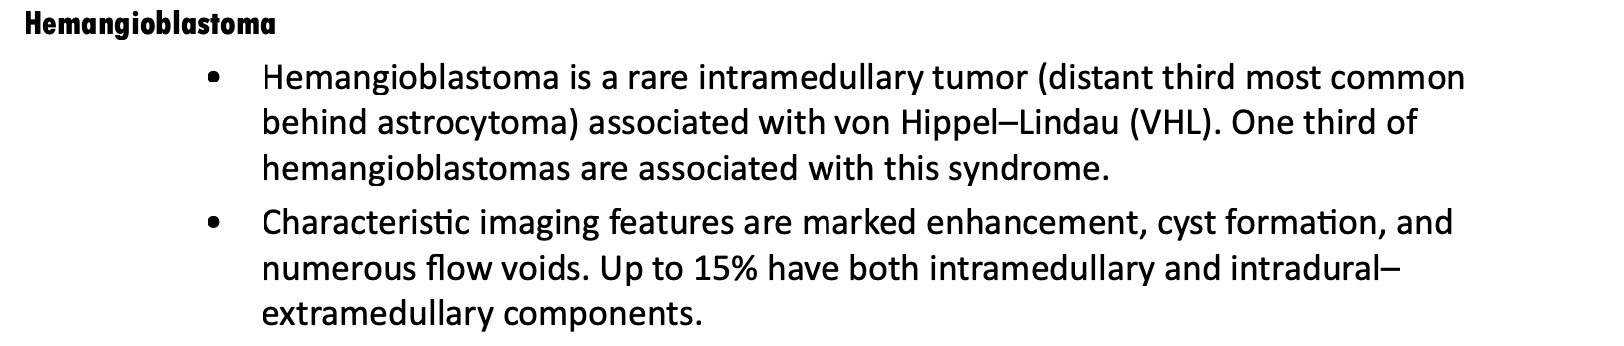 Hemangioblastoma
• Hemangioblastoma is a rare intramedullary tumor (distant third most common
behind astrocytoma) associated with von Hippel–Lindau (VHL). One third of
hemangioblastomas are associated with this syndrome.
• Characteristic imaging features are marked enhancement, cyst formation, and
numerous flow voids. Up to 15% have both intramedullary and intradural–
extramedullary components.